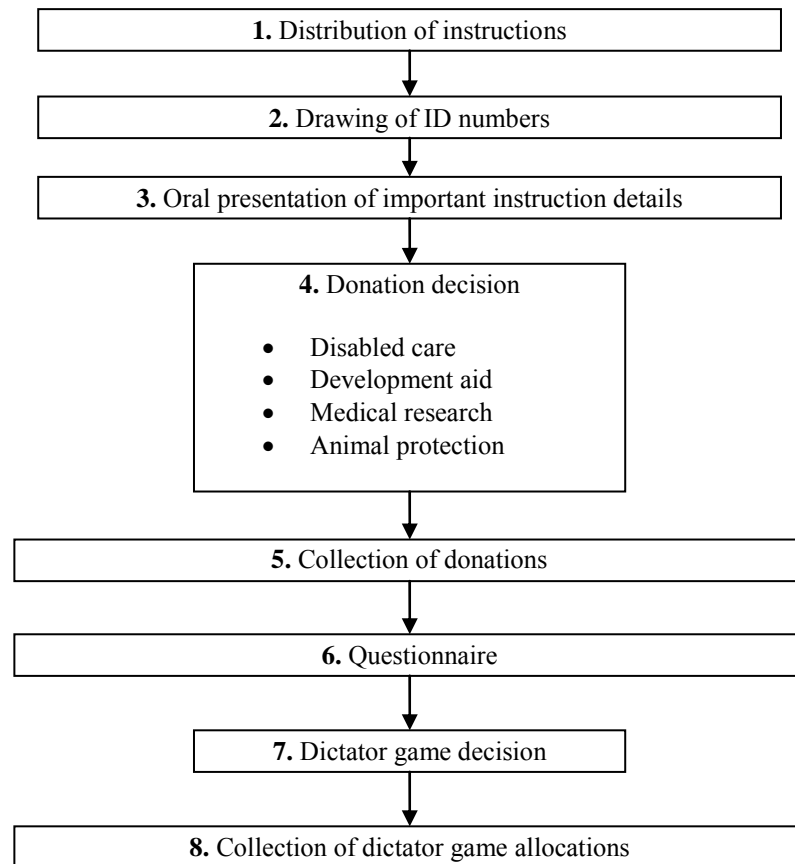 1. Distribution of instructions
2. Drawing of ID numbers
3. Oral presentation of important instruction details
4. Donation decision
• Disabled care
• Development aid
• Medical research
• Animal protection
5. Collection of donations
6. Questionnaire
7. Dictator game decision
8. Collection of dictator game allocations